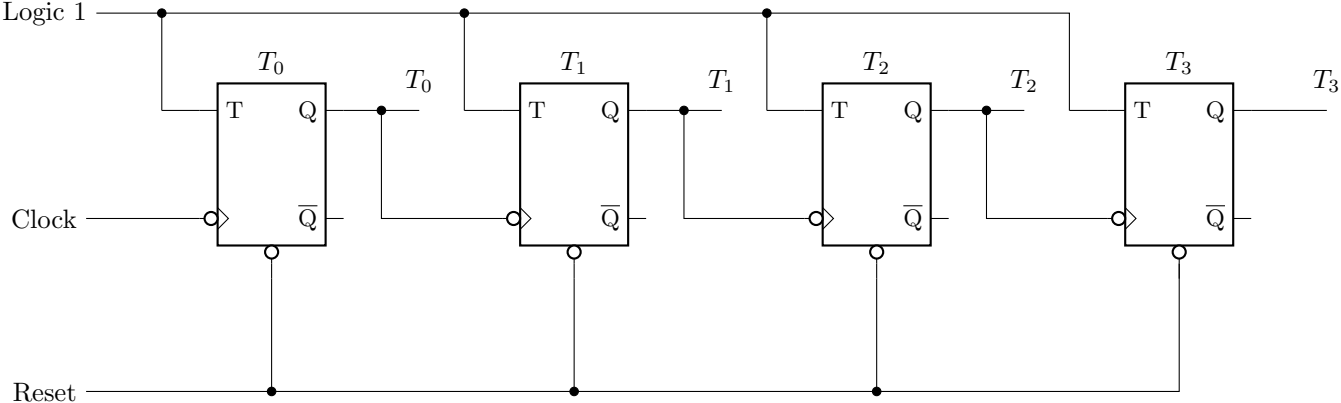 Logic 1
T₀ T₁ T₂ T₃
T₀ T₁ T₂ T₃
T Q T Q T Q T Q
Clock Q̅ Q̅ Q̅ Q̅
Reset